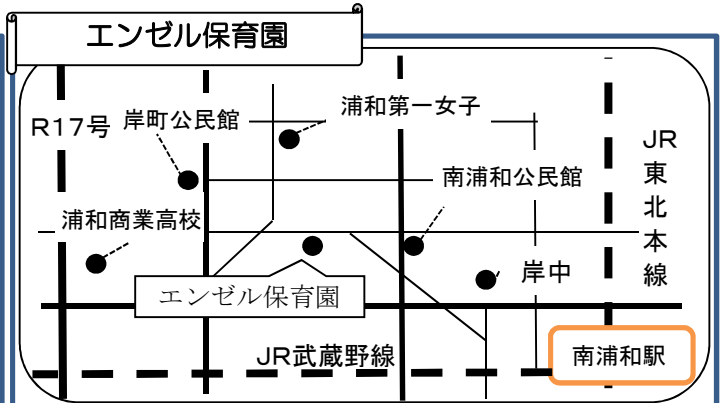 エンゼル保育園
浦和第一女子
R17号
岸町公民館
JR東北本線
南浦和公民館
浦和商業高校
岸中
エンゼル保育園
JR武蔵野線
南浦和駅